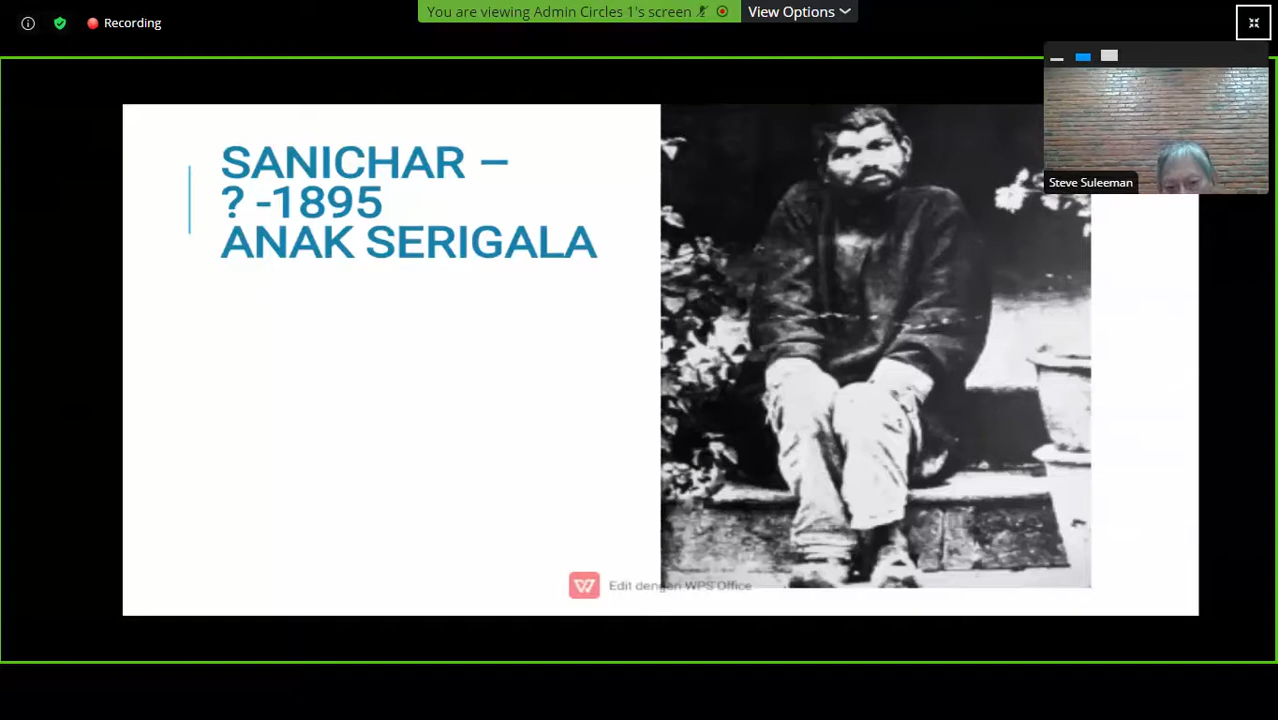 Recording
You are viewing Admin Circles 1's screen
View Options
Steve Suleeman
SANICHAR –
? -1895
ANAK SERIGALA
Edit dengan WPS Office